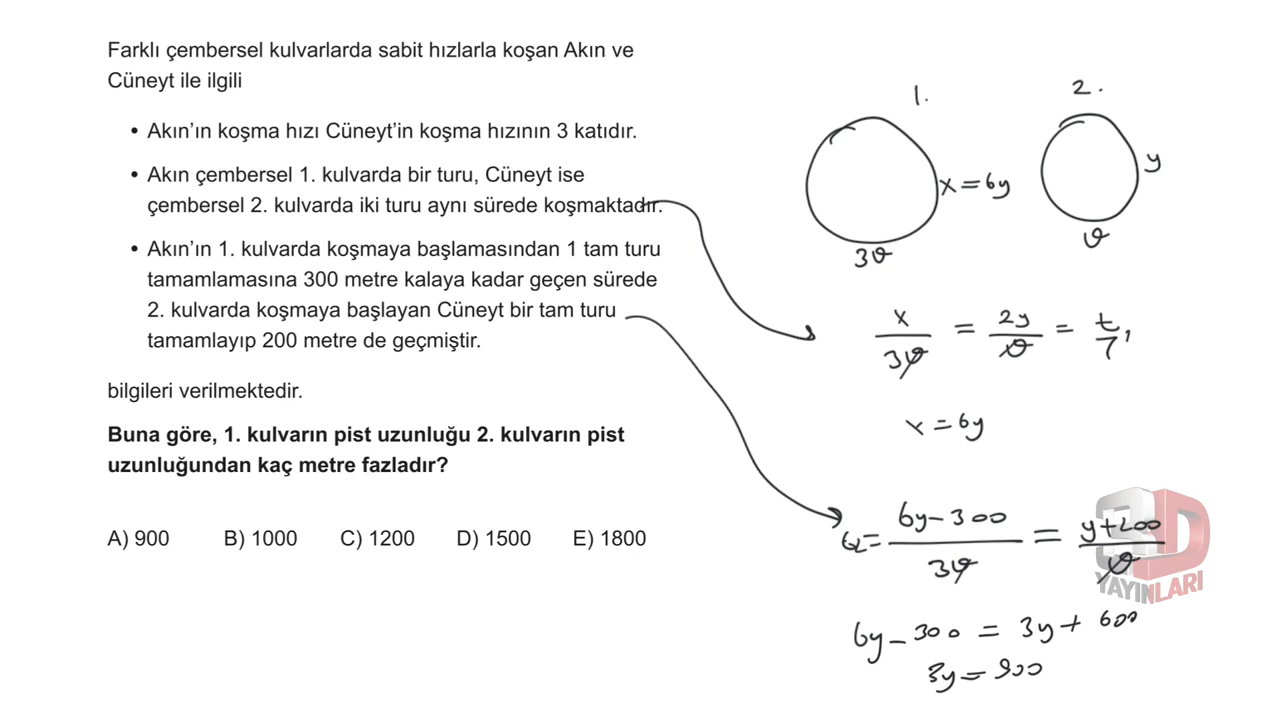 Farklı çembersel kulvarlarda sabit hızlarla koşan Akın ve
Cüneyt ile ilgili
• Akın’ın koşma hızı Cüneyt’in koşma hızının 3 katıdır.
• Akın çembersel 1. kulvarda bir turu, Cüneyt ise
çembersel 2. kulvarda iki turu aynı sürede koşmaktadır.
• Akın’ın 1. kulvarda koşmaya başlamasından 1 tam turu
tamamlamasına 300 metre kalaya kadar geçen sürede
2. kulvarda koşmaya başlayan Cüneyt bir tam turu
tamamlayıp 200 metre de geçmiştir.
bilgileri verilmektedir.
Buna göre, 1. kulvarın pist uzunluğu 2. kulvarın pist
uzunluğundan kaç metre fazladır?
A) 900 B) 1000 C) 1200 D) 1500 E) 1800
1. 2.
x=6y y
3v v
x/3v = 2y/v =
x=6y
6y-300/3v = y+200/v
6y-300 = 3y+600
3y=900
3D
YAYINLARI